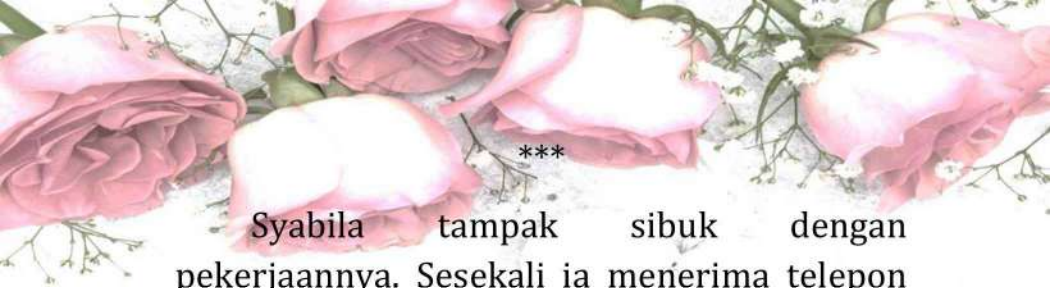 ***
Syabila tampak sibuk dengan
pekerjaannya. Sesekali ia menerima telepon